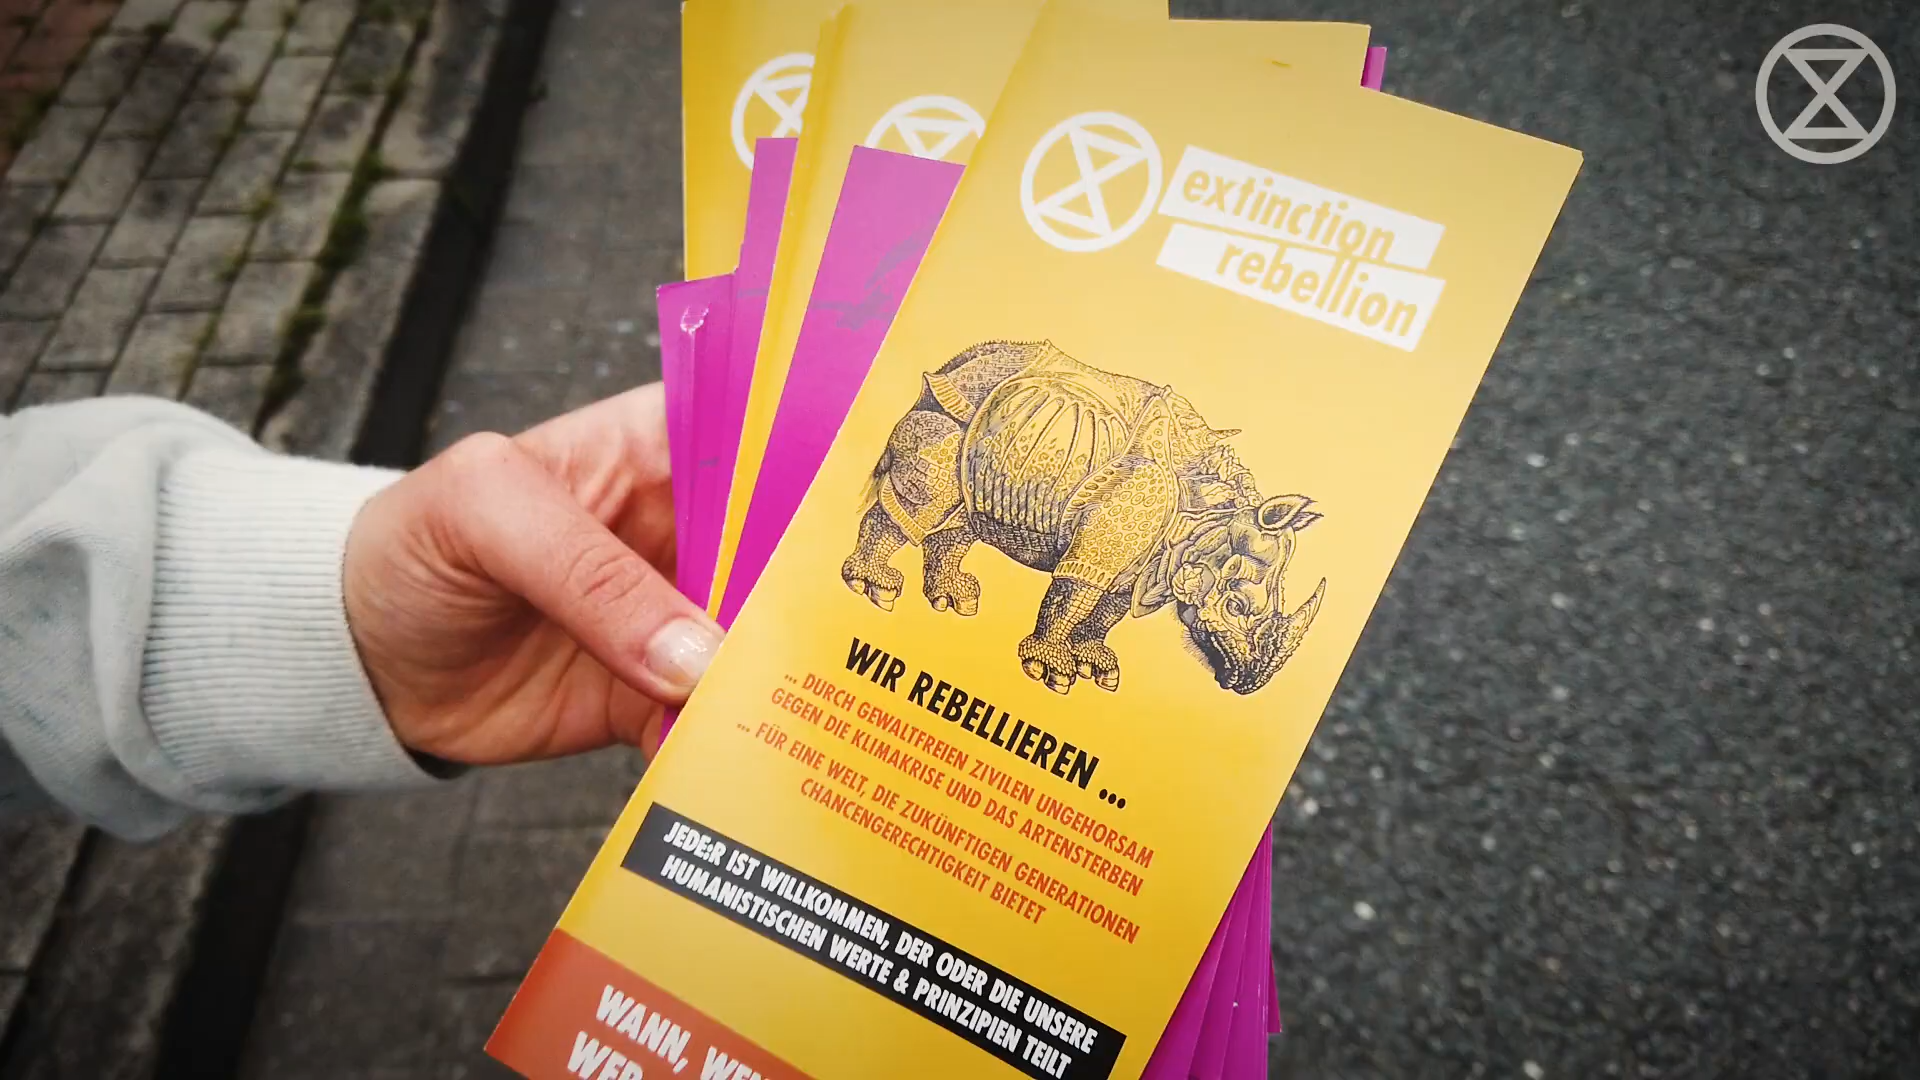 extinction
rebellion
WIR REBELLIEREN ...
... DURCH GEWALTFREIEN ZIVILEN UNGEHORSAM
GEGEN DIE KLIMAKRISE UND DAS ARTENSTERBEN
... FÜR EINE WELT, DIE ZUKÜNFTIGEN GENERATIONEN
CHANCENGERECHTIGKEIT BIETET
JEDE:R IST WILLKOMMEN, DER ODER DIE UNSERE
HUMANISTISCHEN WERTE & PRINZIPIEN TEILT
WANN,